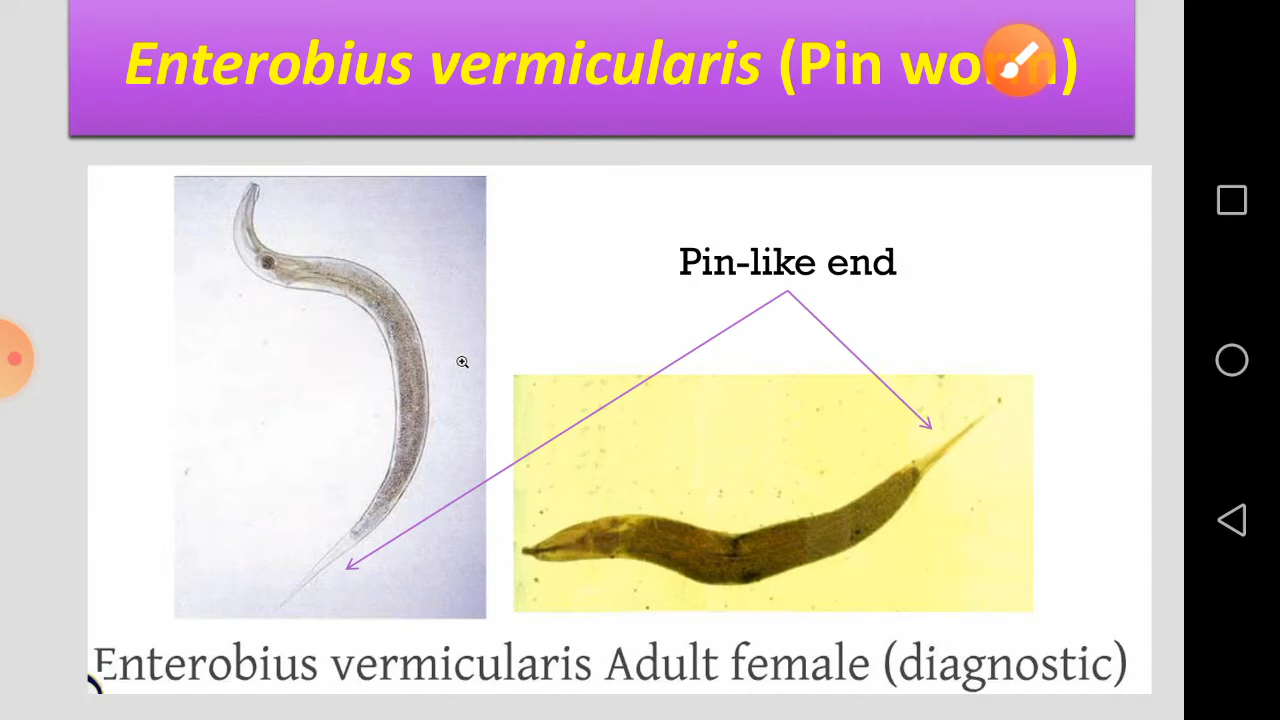 Enterobius vermicularis (Pin wo
Pin-like end
Enterobius vermicularis Adult female (diagnostic)